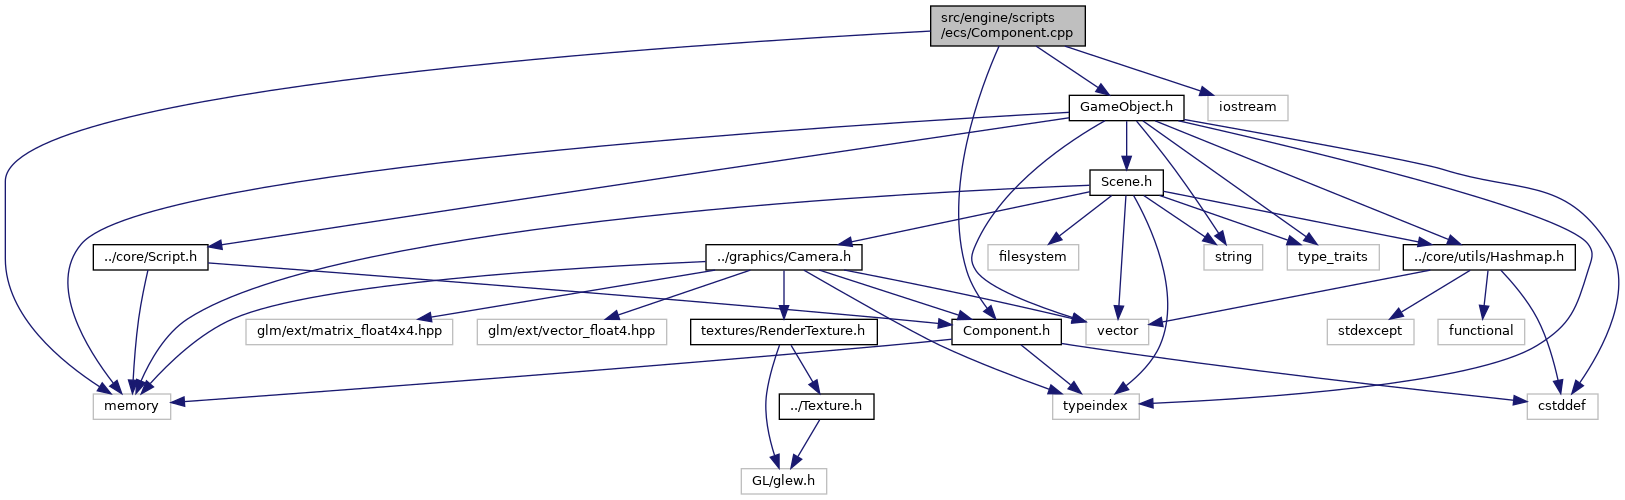 src/engine/scripts
/ecs/Component.cpp
GameObject.h
iostream
Scene.h
../core/Script.h
../graphics/Camera.h
filesystem
string
type_traits
../core/utils/Hashmap.h
glm/ext/matrix_float4x4.hpp
glm/ext/vector_float4.hpp
textures/RenderTexture.h
Component.h
vector
stdexcept
functional
memory
../Texture.h
typeindex
cstddef
GL/glew.h